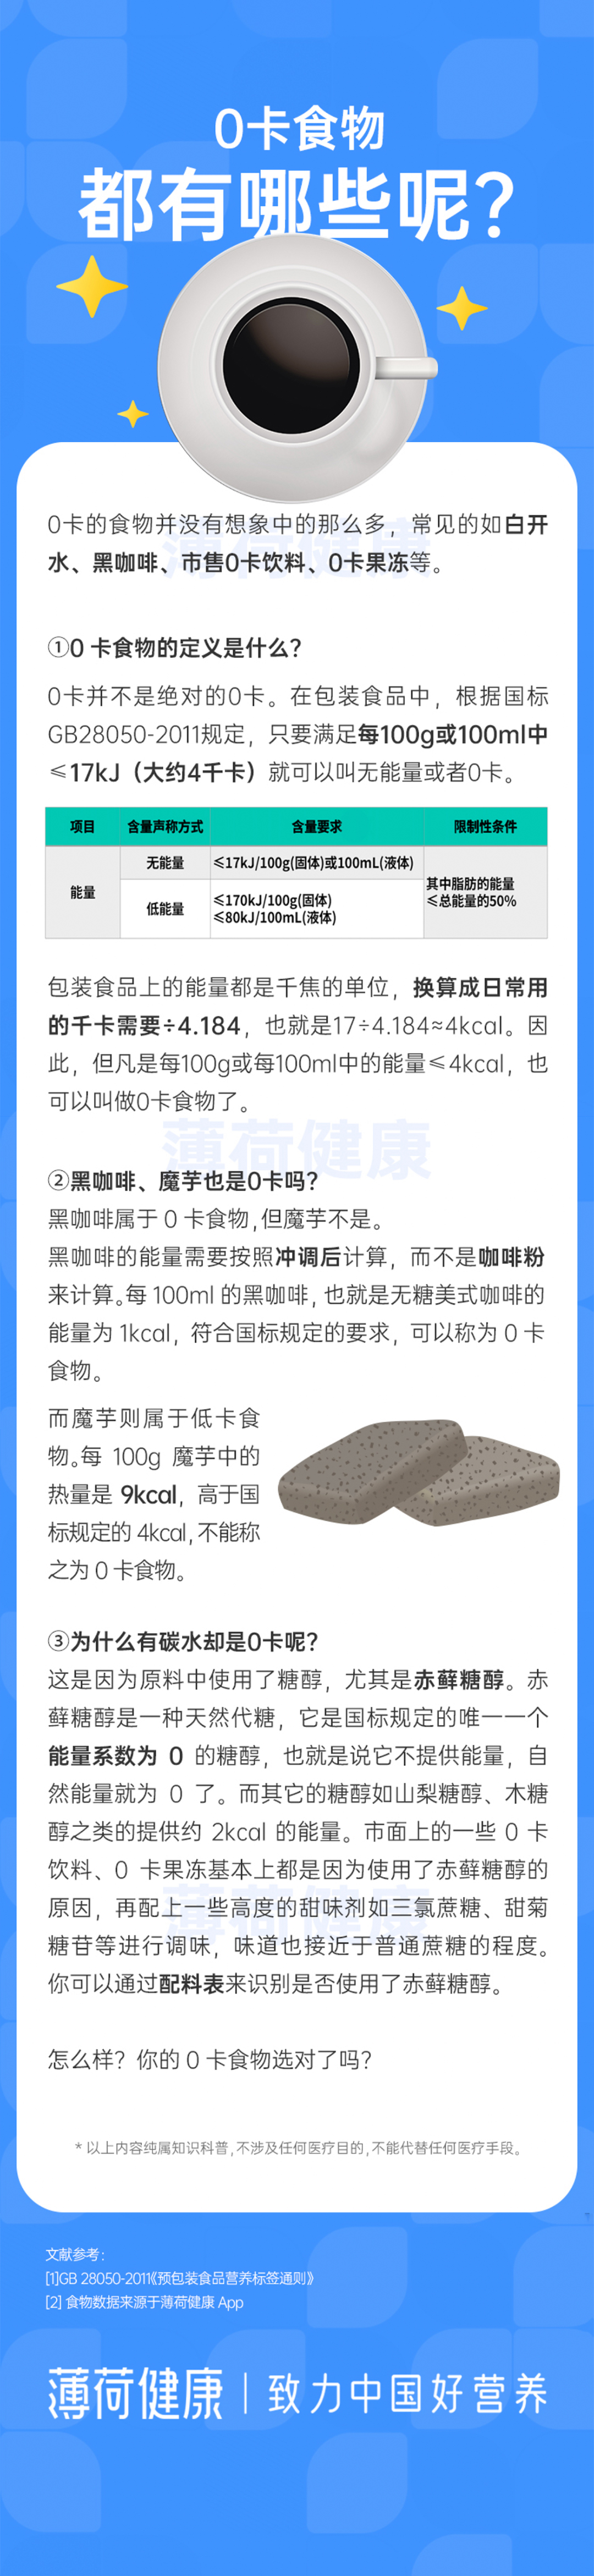 0卡食物
都有哪些呢？
0卡的食物并没有想象中的那么多，常见的如白开
水、黑咖啡、市售0卡饮料、0卡果冻等。
薄荷健康
①0 卡食物的定义是什么？
0卡并不是绝对的0卡。在包装食品中，根据国标
GB28050-2011规定，只要满足每100g或100ml中
≤17kJ（大约4千卡）就可以叫无能量或者0卡。
项目 含量声称方式 含量要求 限制性条件
能量
无能量 ≤17kJ/100g(固体)或100mL(液体)
低能量 ≤170kJ/100g(固体)
≤80kJ/100mL(液体)
其中脂肪的能量
≤总能量的50%
包装食品上的能量都是千焦的单位，换算成日常用
的千卡需要÷4.184，也就是17÷4.184≈4kcal。因
此，但凡是每100g或每100ml中的能量≤4kcal，也
可以叫做0卡食物了。
薄荷健康
②黑咖啡、魔芋也是0卡吗？
黑咖啡属于 0 卡食物,但魔芋不是。
黑咖啡的能量需要按照冲调后计算，而不是咖啡粉
来计算。每 100ml 的黑咖啡, 也就是无糖美式咖啡的
能量为 1kcal，符合国标规定的要求，可以称为 0 卡
食物。
而魔芋则属于低卡食
物。每 100g 魔芋中的
热量是 9kcal，高于国
标规定的 4kcal, 不能称
之为 0 卡食物。
③为什么有碳水却是0卡呢？
这是因为原料中使用了糖醇，尤其是赤藓糖醇。赤
藓糖醇是一种天然代糖，它是国标规定的唯一一个
能量系数为 0 的糖醇，也就是说它不提供能量，自
然能量就为 0 了。而其它的糖醇如山梨糖醇、木糖
醇之类的提供约 2kcal 的能量。市面上的一些 0 卡
饮料、0 卡果冻基本上都是因为使用了赤藓糖醇的
原因，再配上一些高度的甜味剂如三氯蔗糖、甜菊
糖苷等进行调味，味道也接近于普通蔗糖的程度。
薄荷健康
你可以通过配料表来识别是否使用了赤藓糖醇。
怎么样？你的 0 卡食物选对了吗？
* 以上内容纯属知识科普,不涉及任何医疗目的,不能代替任何医疗手段。
文献参考：
[1]GB 28050-2011《预包装食品营养标签通则》
[2] 食物数据来源于薄荷健康 App
薄荷健康 | 致力中国好营养